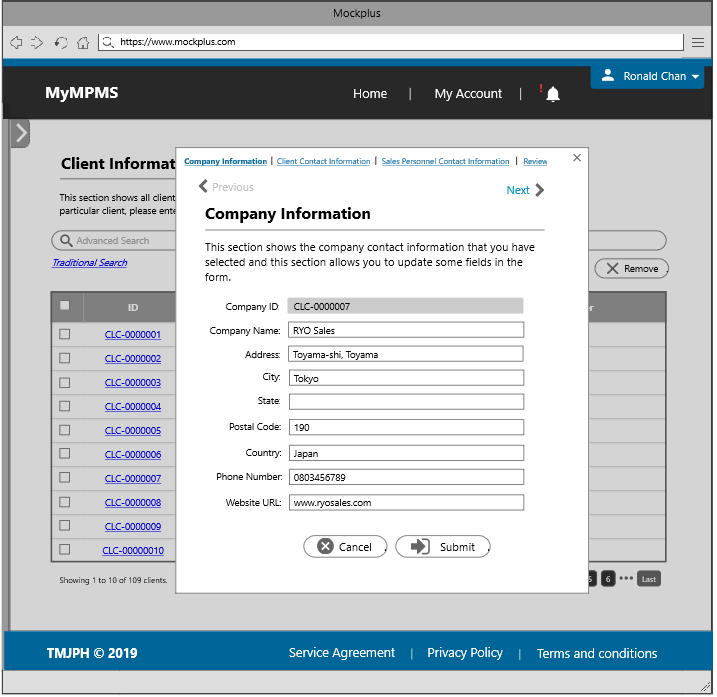 Mockplus
https://www.mockplus.com
Ronald Chan
MyMPMS
Home | My Account | !
Client Informat
This section shows all client
particular client, please ente
Advanced Search
Traditional Search
Remove
ID
CLC-0000001
CLC-0000002
CLC-0000003
CLC-0000004
CLC-0000005
CLC-0000006
CLC-0000007
CLC-0000008
CLC-0000009
CLC-00000010
Showing 1 to 10 of 109 clients.
6 ••• Last
Company Information | Client Contact Information | Sales Personnel Contact Information | Review
Previous
Next
Company Information
This section shows the company contact information that you have
selected and this section allows you to update some fields in the
form.
Company ID: CLC-0000007
Company Name: RYO Sales
Address: Toyama-shi, Toyama
City: Tokyo
State:
Postal Code: 190
Country: Japan
Phone Number: 0803456789
Website URL: www.ryosales.com
Cancel
Submit
TMJPH © 2019
Service Agreement | Privacy Policy | Terms and conditions